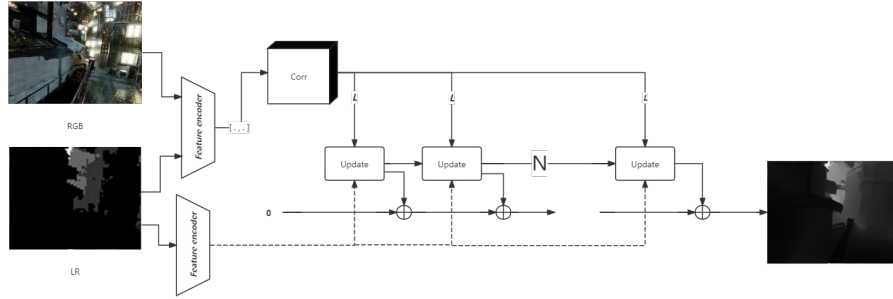 RGB
LR
Feature encoder
Feature encoder
[...]
Corr
L
L
L
Update
Update
N
Update
0